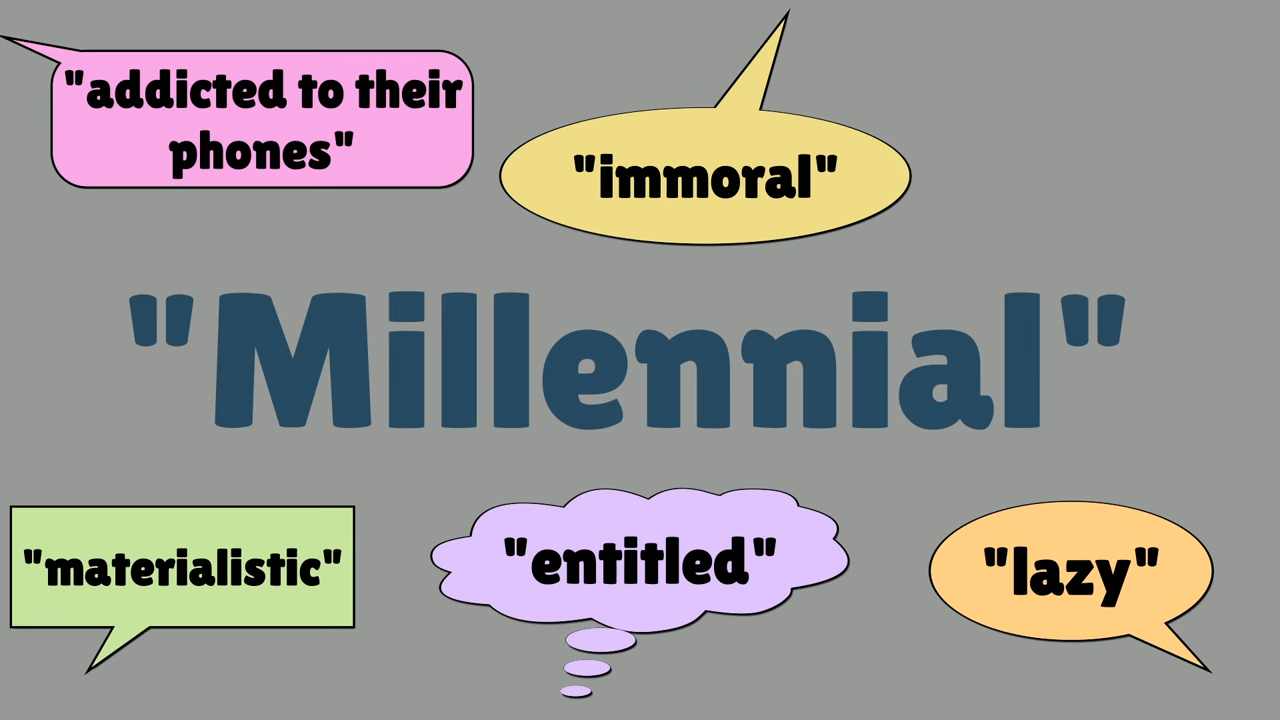 "addicted to their
phones"
"immoral"
"Millennial"
"materialistic"
"entitled"
"lazy"